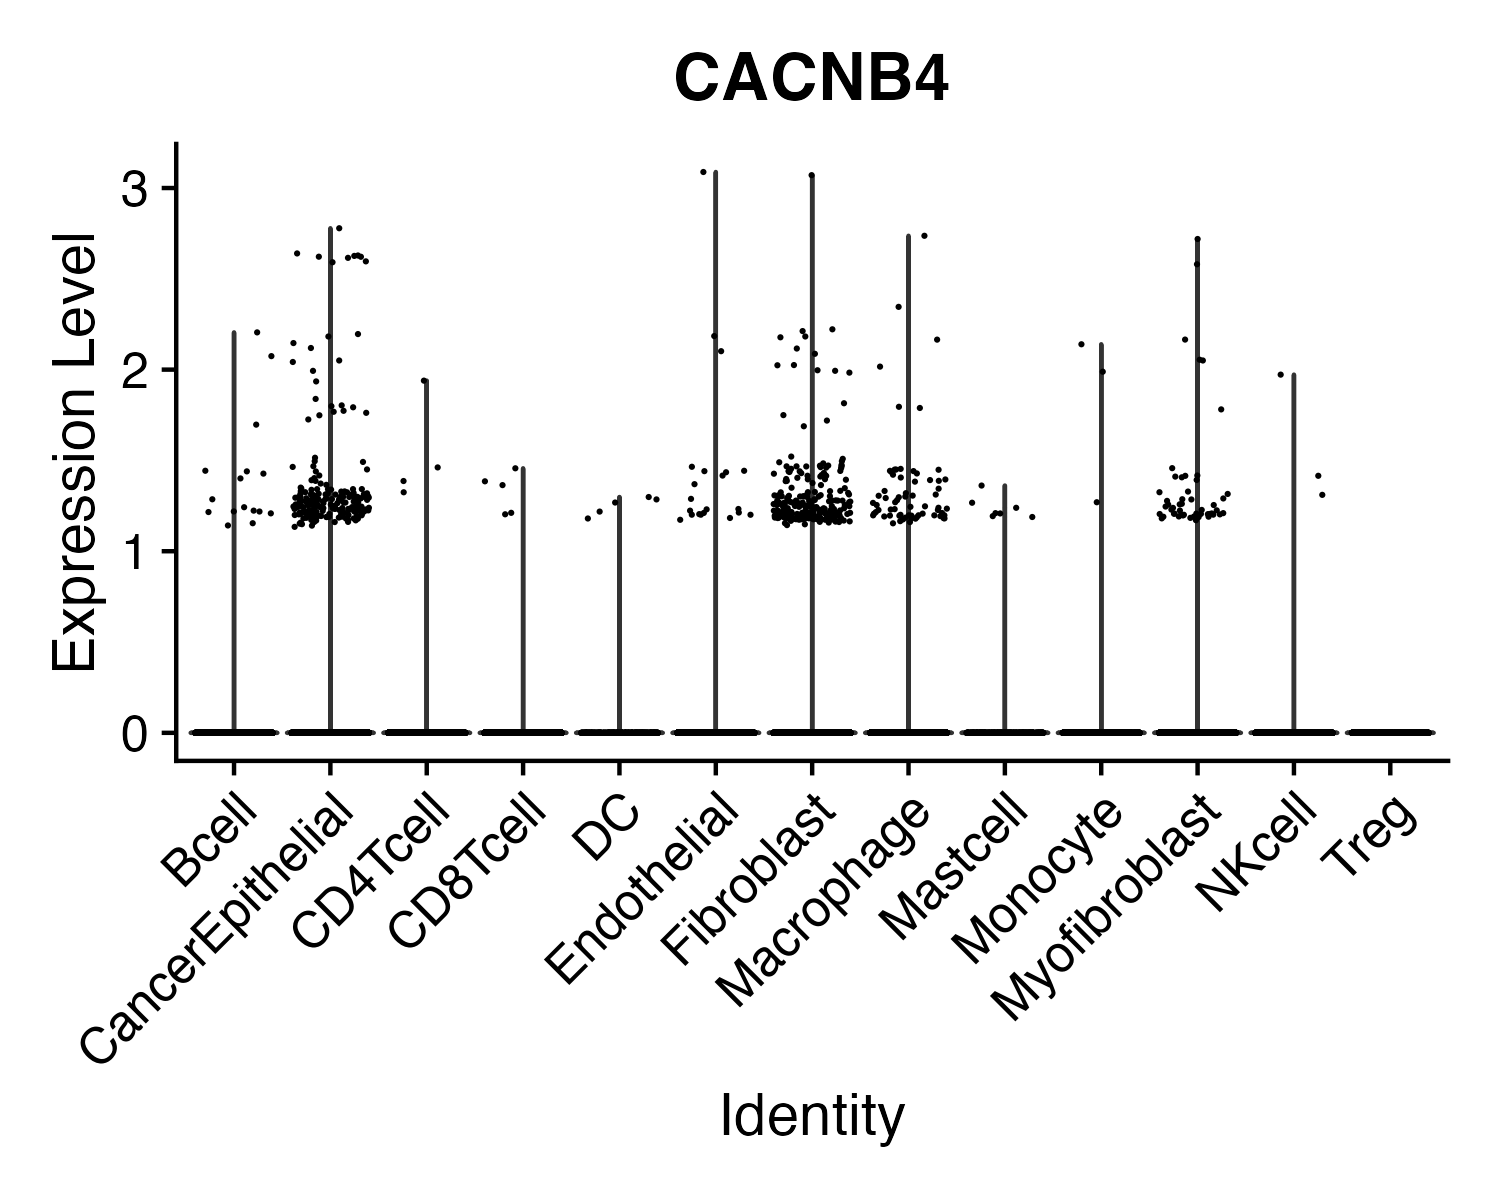 CACNB4
Expression Level
3
2
1
0
Bcell
CancerEpithelial
CD4Tcell
CD8Tcell
DC
Endothelial
Fibroblast
Macrophage
Mastcell
Monocyte
Myofibroblast
NKcell
Treg
Identity